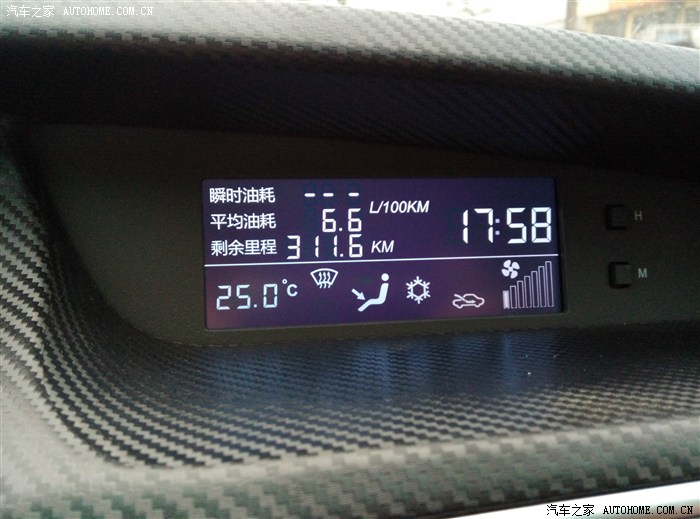 汽车之家 AUTOHOME.COM.CN
瞬时油耗 --- L/100KM
平均油耗 6.6
17:58
剩余里程 311.6 KM
25.0°C
H
M
汽车之家 AUTOHOME.COM.CN